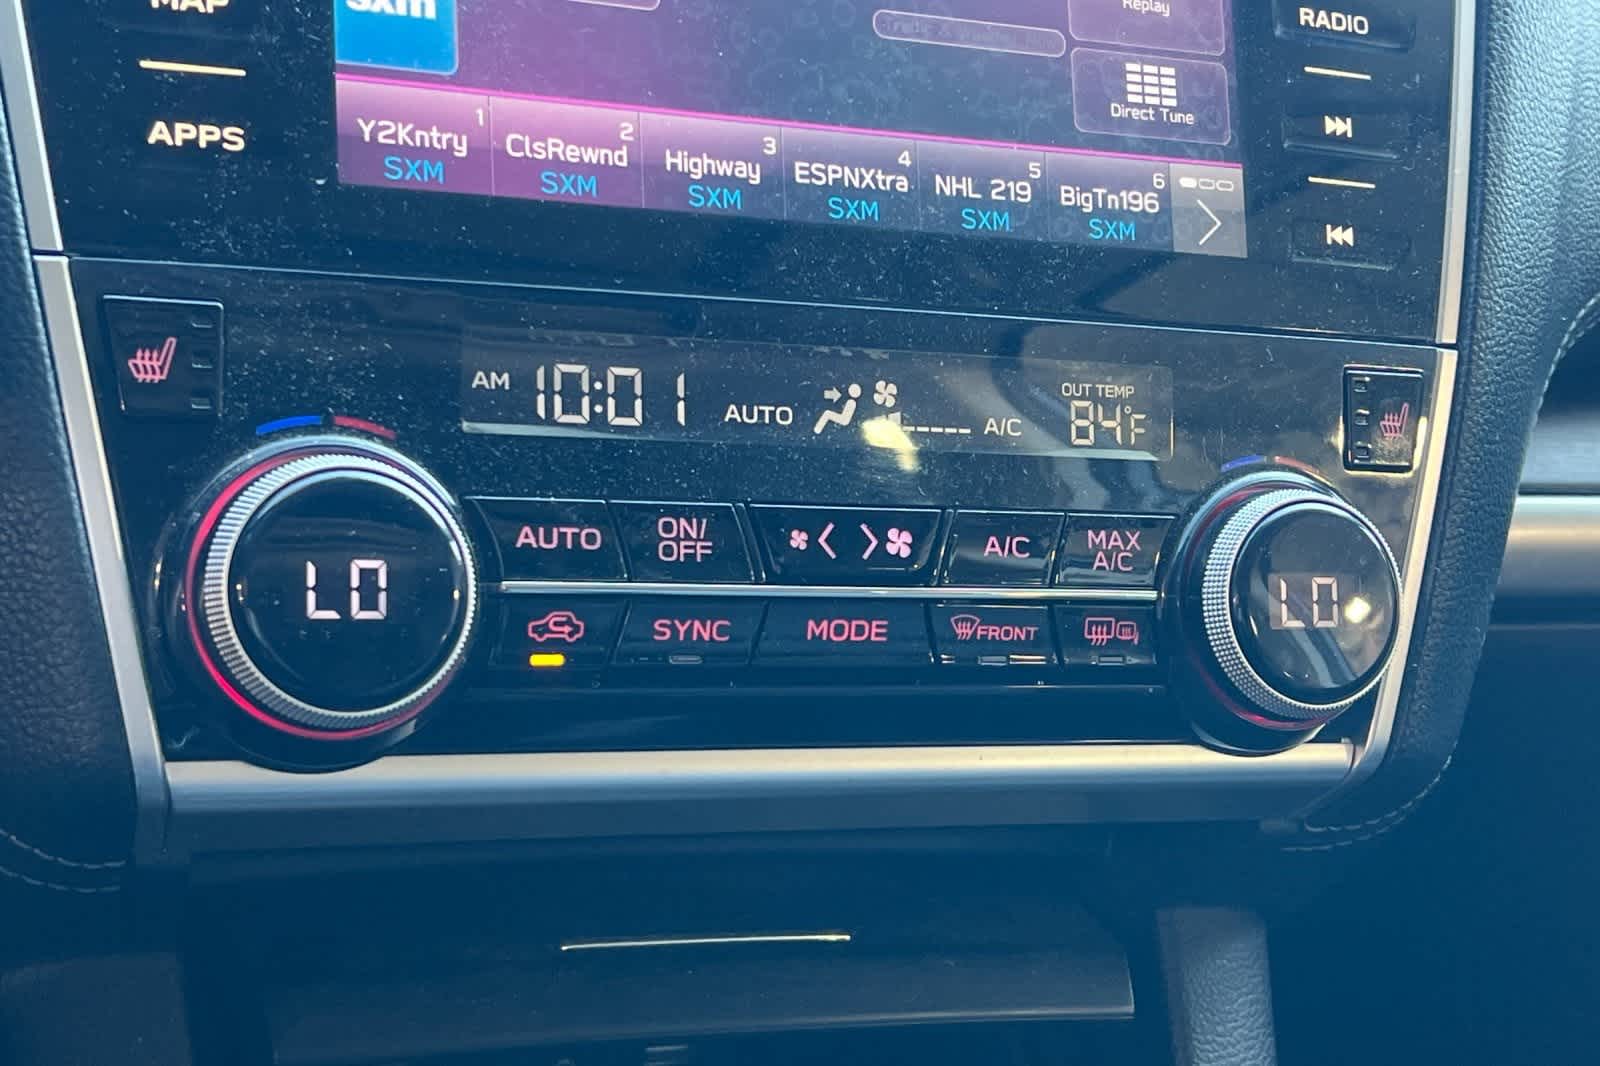 MAP
APPS
sxm
Replay
Direct Tune
RADIO
1
Y2Kntry
SXM
2
ClsRewnd
SXM
3
Highway
SXM
4
ESPNXtra
SXM
5
NHL 219
SXM
6
BigTn196
SXM
AM 10:01 AUTO A/C
OUT TEMP
84°F
LO
AUTO
ON/
OFF
A/C
MAX
A/C
LO
SYNC
MODE
FRONT